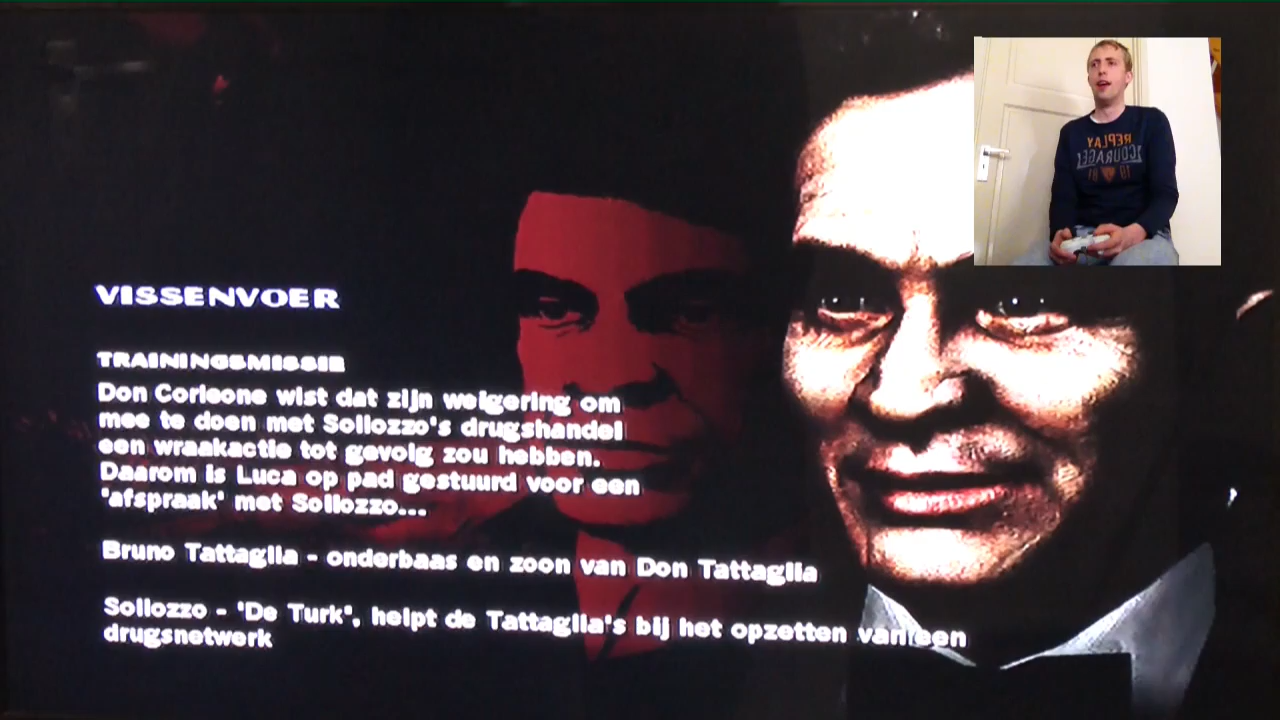 VISSENVOER
TRAININGSMISSIE
Don Corleone wist dat zijn weigering om
mee te doen met Sollozzo's drugshandel
een wraakactie tot gevolg zou hebben.
Daarom is Luca op pad gestuurd voor een
'afspraak' met Sollozzo...
Bruno Tattaglia - onderbaas en zoon van Don Tattaglia
Sollozzo - 'De Turk', helpt de Tattaglia's bij het opzetten van een
drugsnetwerk
REPLAY
COURAGE